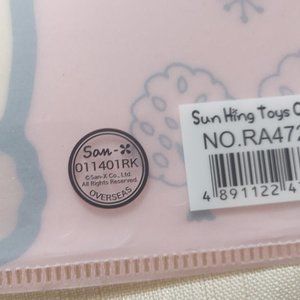 San-X
011401RK
©San-X Co., Ltd.
All Rights Reserved.
OVERSEAS
Sun Hing Toys C
NO.RA472
4 891122 4